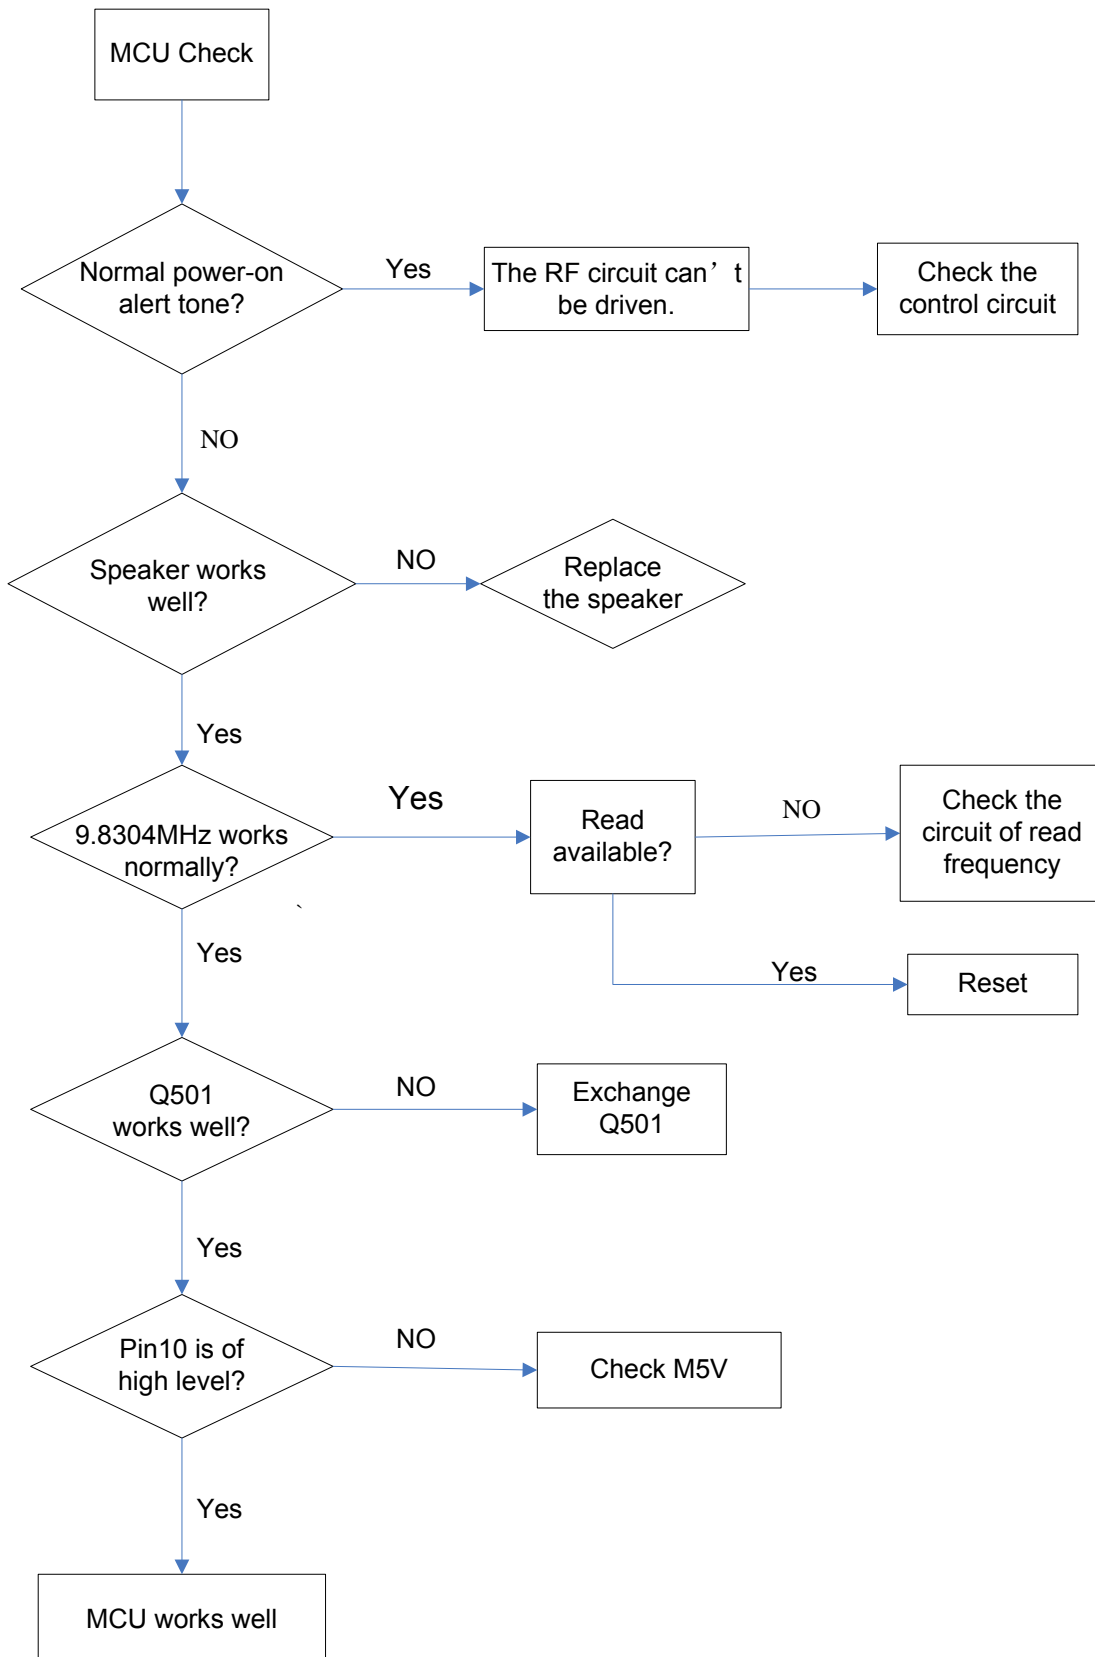 MCU Check
Normal power-on
alert tone?
Yes
The RF circuit can’t
be driven.
Check the
control circuit
NO
Speaker works
well?
NO
Replace
the speaker
Yes
9.8304MHz works
normally?
Yes
Read
available?
NO
Check the
circuit of read
frequency
`
Yes
Yes
Reset
Q501
works well?
NO
Exchange
Q501
Yes
Pin10 is of
high level?
NO
Check M5V
Yes
MCU works well